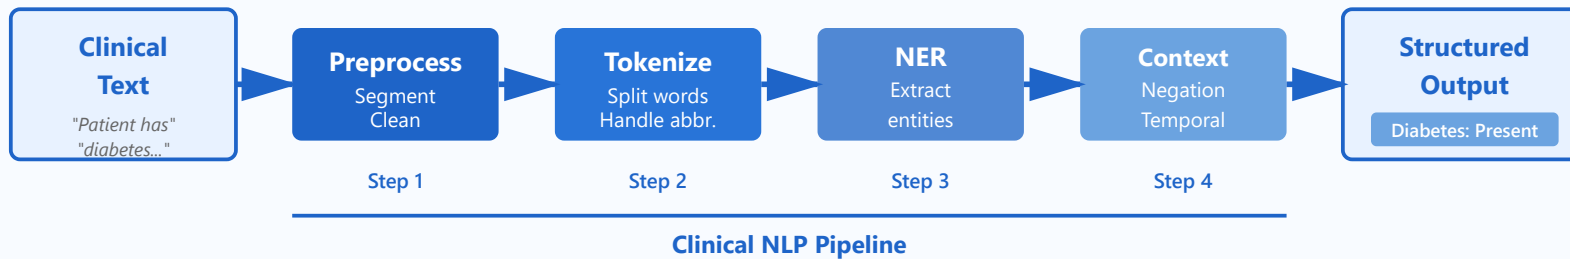 Clinical
Text
"Patient has"
"diabetes..."
Preprocess
Segment
Clean
Step 1
Tokenize
Split words
Handle abbr.
Step 2
NER
Extract
entities
Step 3
Context
Negation
Temporal
Step 4
Structured
Output
Diabetes: Present
Clinical NLP Pipeline